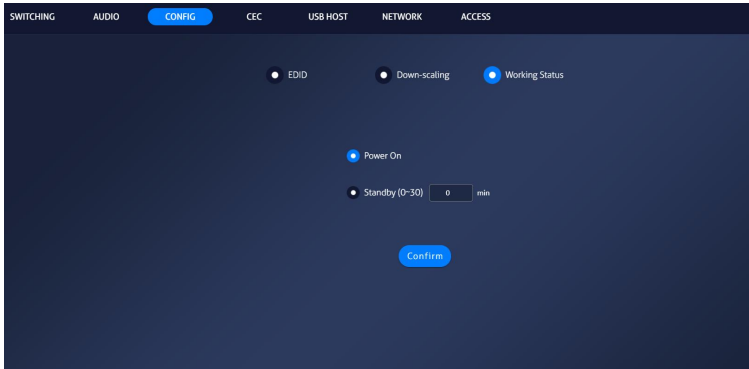 SWITCHING AUDIO CONFIG CEC USB HOST NETWORK ACCESS
EDID Down-scaling Working Status
Power On
Standby (0~30) 0 min
Confirm